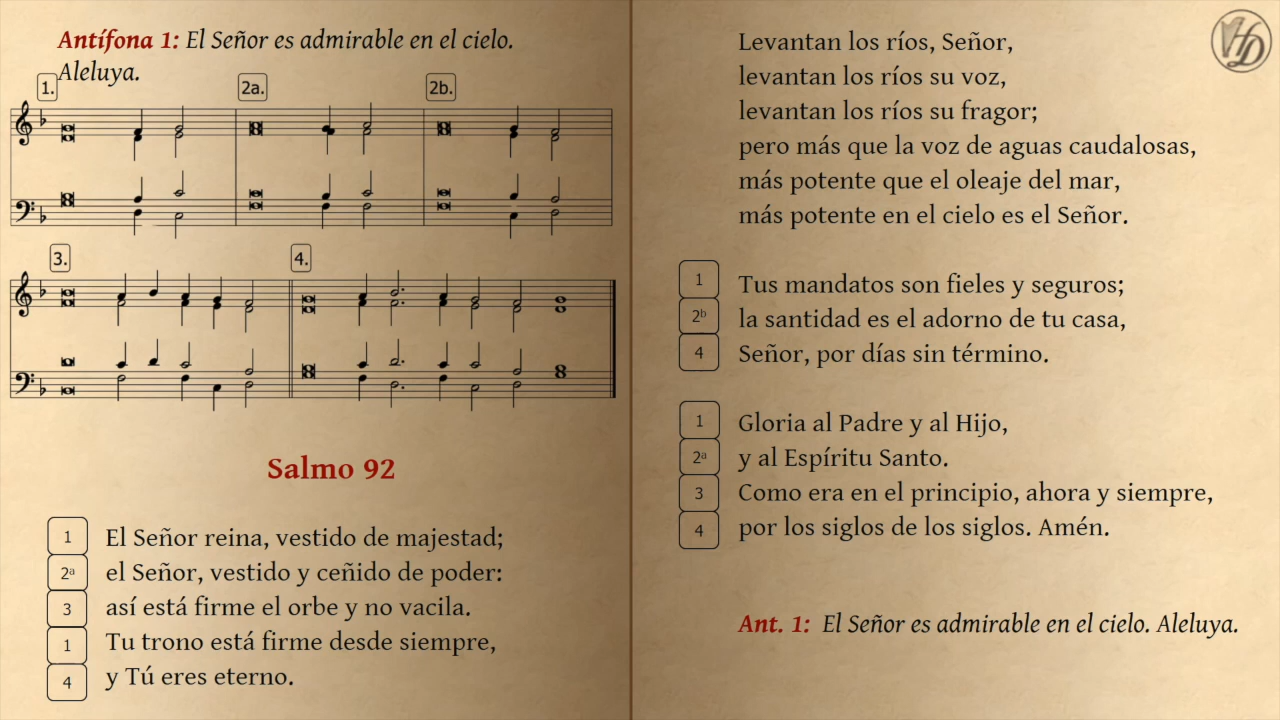 Antífona 1: El Señor es admirable en el cielo.
Aleluya.
1.
2a.
2b.
3.
4.
Salmo 92
1 El Señor reina, vestido de majestad;
2ª el Señor, vestido y ceñido de poder:
3 así está firme el orbe y no vacila.
1 Tu trono está firme desde siempre,
4 y Tú eres eterno.
Levantan los ríos, Señor,
levantan los ríos su voz,
levantan los ríos su fragor;
pero más que la voz de aguas caudalosas,
más potente que el oleaje del mar,
más potente en el cielo es el Señor.
1 Tus mandatos son fieles y seguros;
2ᵇ la santidad es el adorno de tu casa,
4 Señor, por días sin término.
1 Gloria al Padre y al Hijo,
2ª y al Espíritu Santo.
3 Como era en el principio, ahora y siempre,
4 por los siglos de los siglos. Amén.
Ant. 1: El Señor es admirable en el cielo. Aleluya.